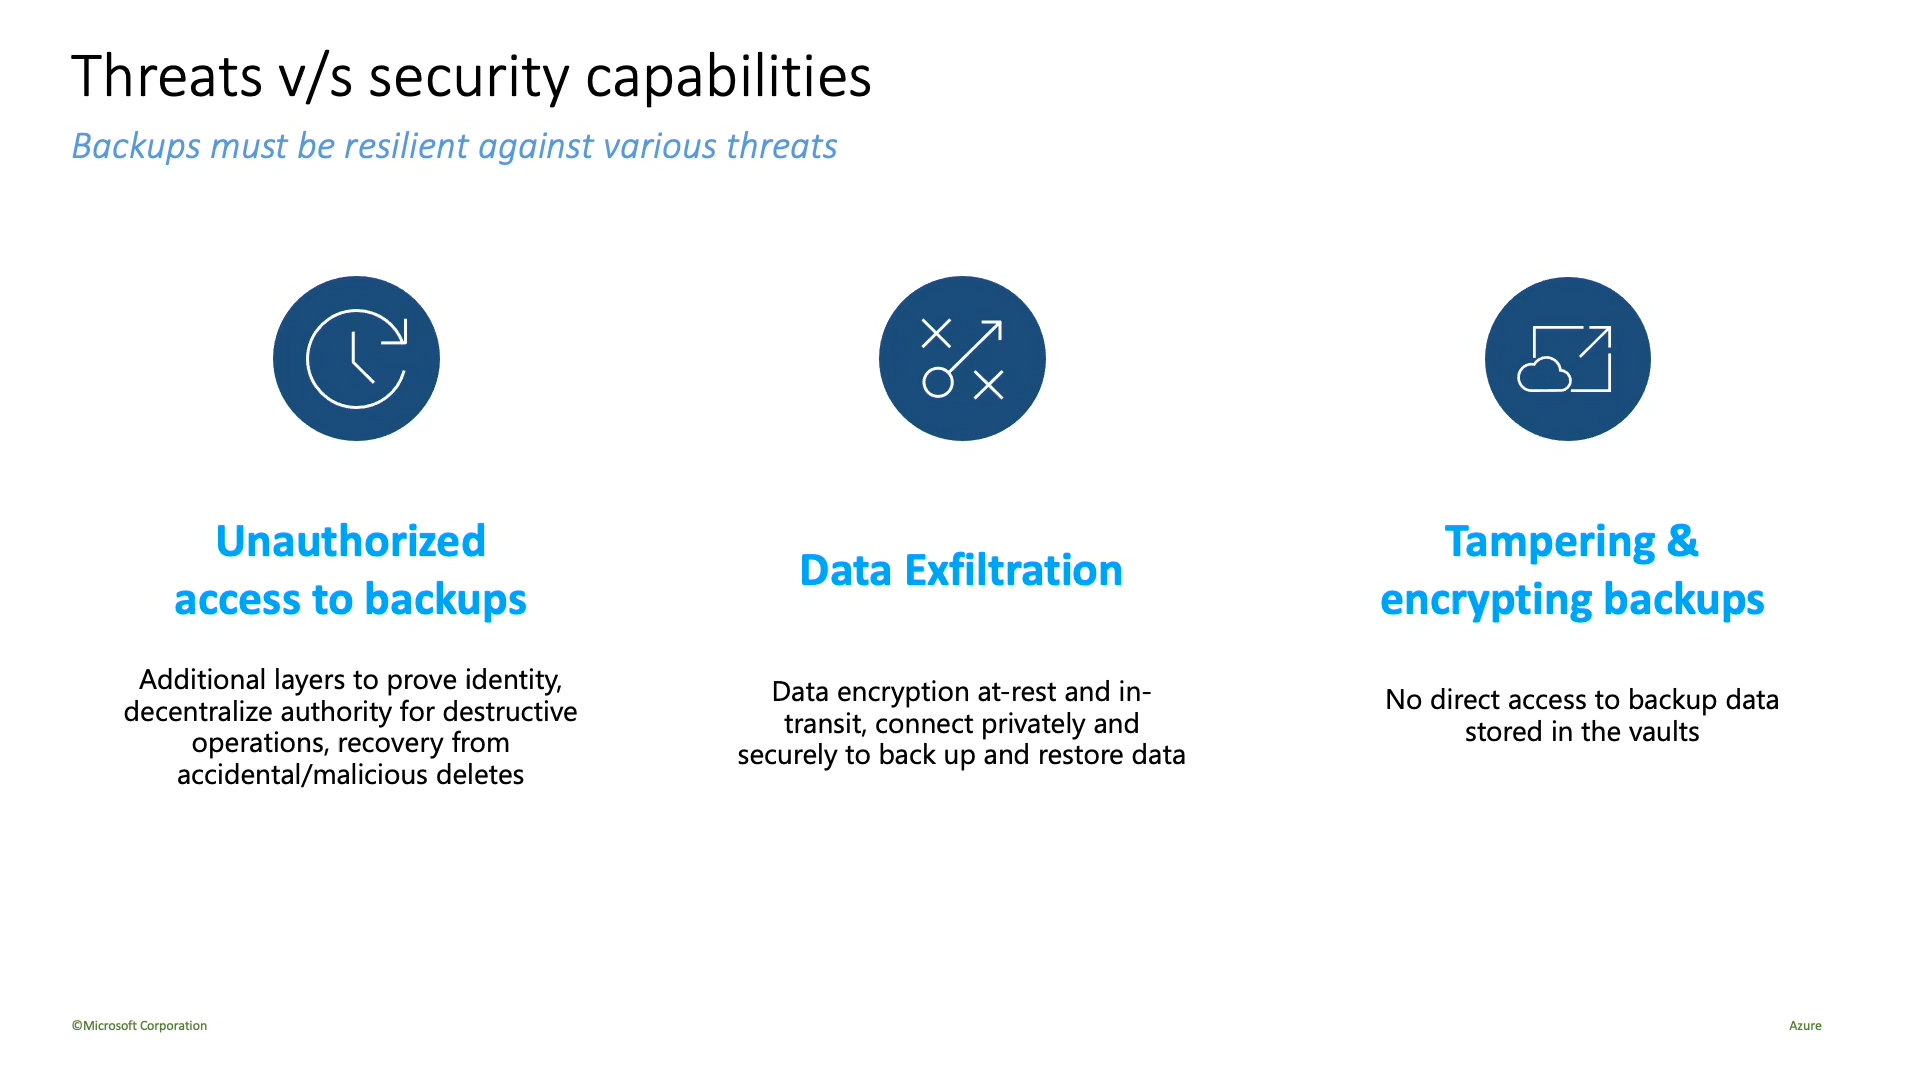 Threats v/s security capabilities
Backups must be resilient against various threats
Unauthorized
access to backups
Additional layers to prove identity,
decentralize authority for destructive
operations, recovery from
accidental/malicious deletes
Data Exfiltration
Data encryption at-rest and in-
transit, connect privately and
securely to back up and restore data
Tampering &
encrypting backups
No direct access to backup data
stored in the vaults
©Microsoft Corporation
Azure